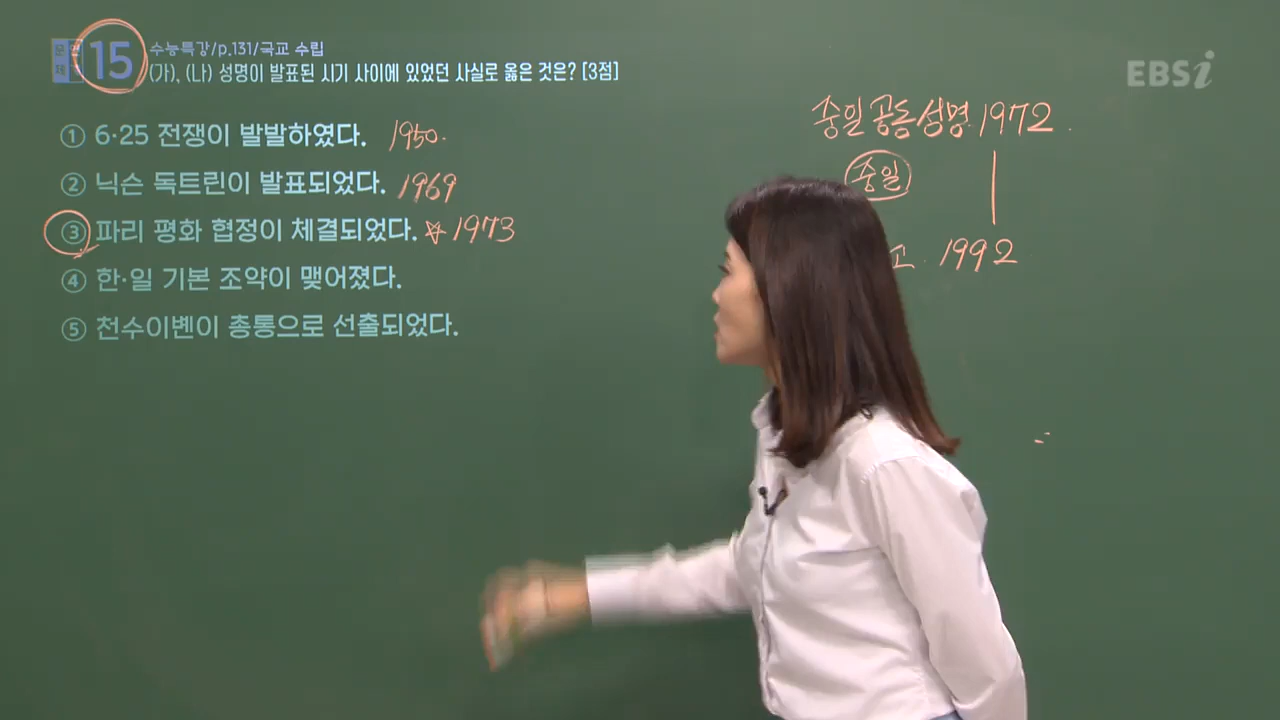 문제 연계 15 수능특강/p.131/국교 수립
(가), (나) 성명이 발표된 시기 사이에 있었던 사실로 옳은 것은? [3점]
① 6·25 전쟁이 발발하였다. 1950.
② 닉슨 독트린이 발표되었다. 1969
③ 파리 평화 협정이 체결되었다. ☆ 1973
④ 한·일 기본 조약이 맺어졌다.
⑤ 천수이볜이 총통으로 선출되었다.
EBSi
중일 공동성명. 1972.
중일
고. 1992